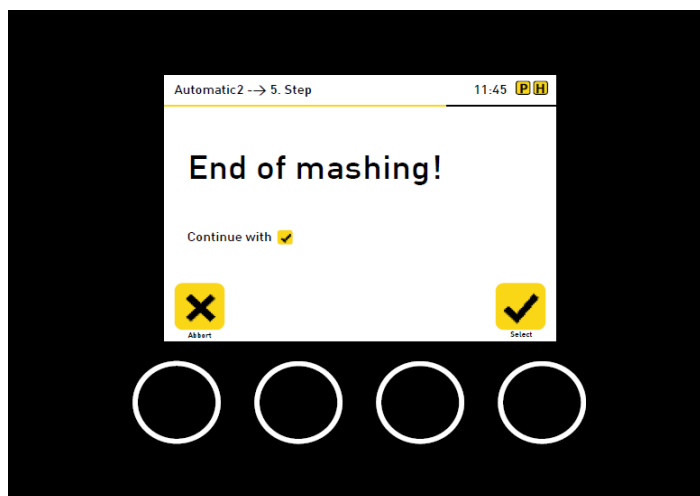 Automatic2 --> 5. Step 11:45 P H
End of mashing!
Continue with
Abbort
Select